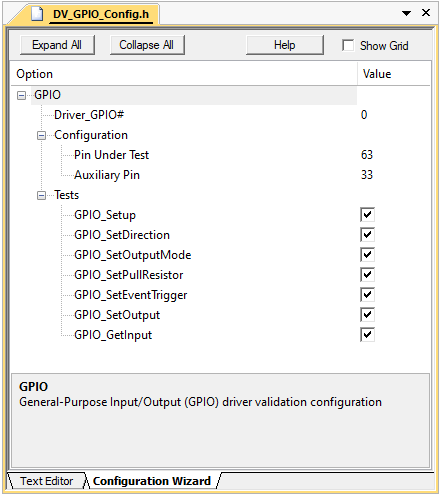 DV_GPIO_Config.h
Expand All Collapse All Help Show Grid
Option Value
GPIO
Driver_GPIO# 0
Configuration
Pin Under Test 63
Auxiliary Pin 33
Tests
GPIO_Setup
GPIO_SetDirection
GPIO_SetOutputMode
GPIO_SetPullResistor
GPIO_SetEventTrigger
GPIO_SetOutput
GPIO_GetInput
GPIO
General-Purpose Input/Output (GPIO) driver validation configuration
Text Editor Configuration Wizard